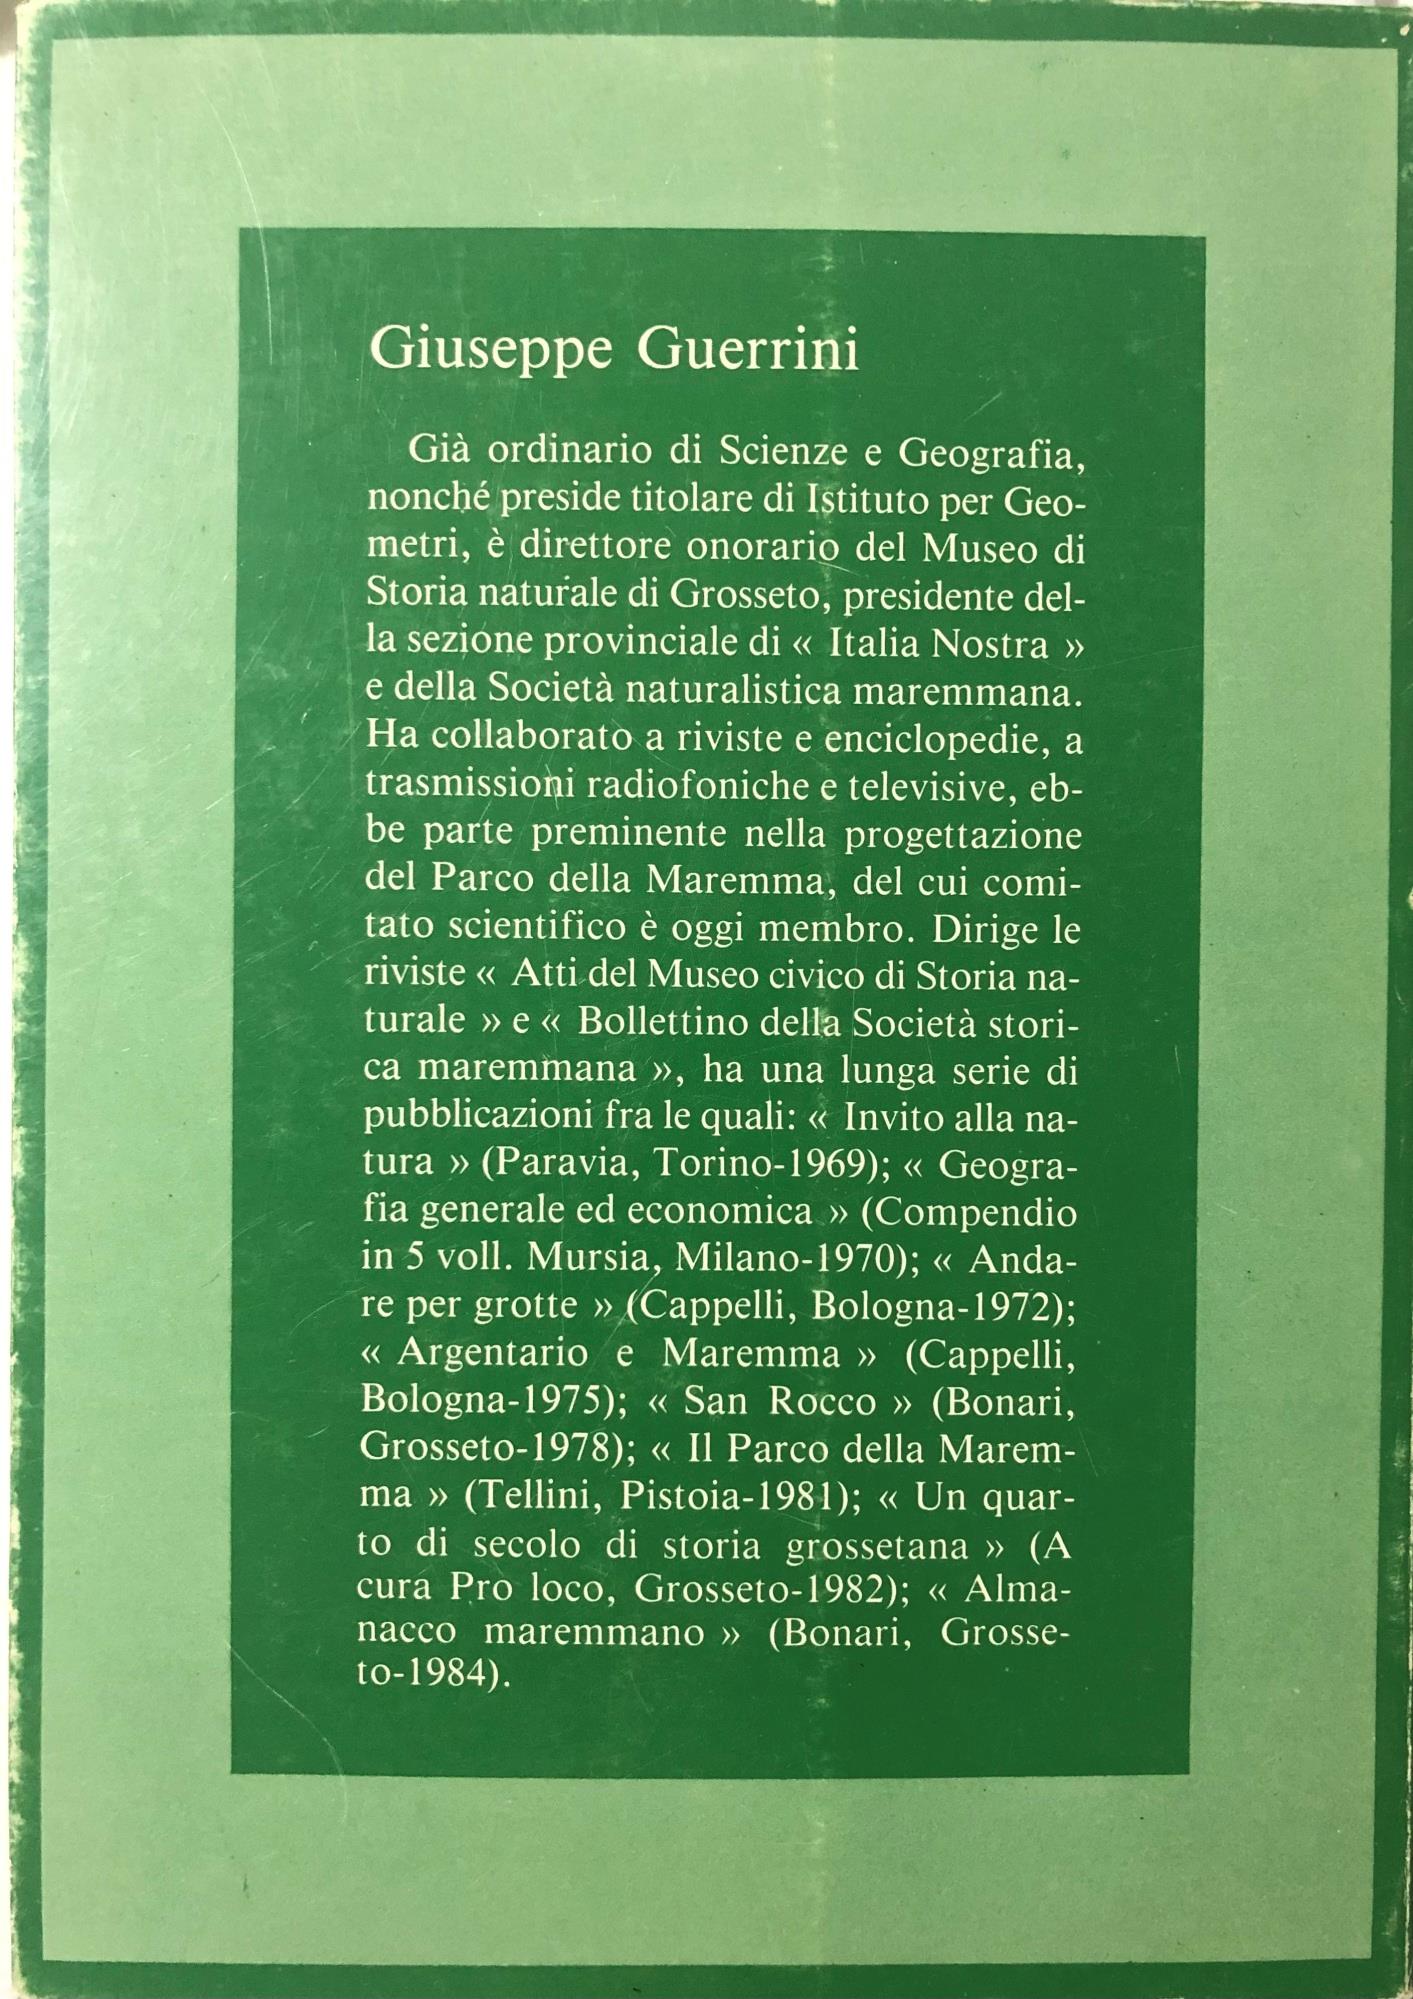 Giuseppe Guerrini
Già ordinario di Scienze e Geografia,
nonché preside titolare di Istituto per Geo-
metri, è direttore onorario del Museo di
Storia naturale di Grosseto, presidente del-
la sezione provinciale di « Italia Nostra »
e della Società naturalistica maremmana.
Ha collaborato a riviste e enciclopedie, a
trasmissioni radiofoniche e televisive, eb-
be parte preminente nella progettazione
del Parco della Maremma, del cui comi-
tato scientifico è oggi membro. Dirige le
riviste « Atti del Museo civico di Storia na-
turale » e « Bollettino della Società stori-
ca maremmana », ha una lunga serie di
pubblicazioni fra le quali: « Invito alla na-
tura » (Paravia, Torino-1969); « Geogra-
fia generale ed economica » (Compendio
in 5 voll. Mursia, Milano-1970); « Anda-
re per grotte » (Cappelli, Bologna-1972);
« Argentario e Maremma » (Cappelli,
Bologna-1975); « San Rocco » (Bonari,
Grosseto-1978); « Il Parco della Marem-
ma » (Tellini, Pistoia-1981); « Un quar-
to di secolo di storia grossetana » (A
cura Pro loco, Grosseto-1982); « Alma-
nacco maremmano » (Bonari, Grosse-
to-1984).